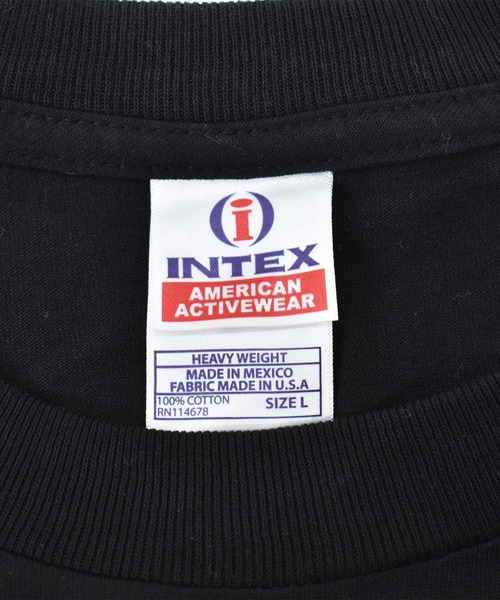 i
INTEX
AMERICAN
ACTIVEWEAR
HEAVY WEIGHT
MADE IN MEXICO
FABRIC MADE IN U.S.A
100% COTTON
RN114678
SIZE L